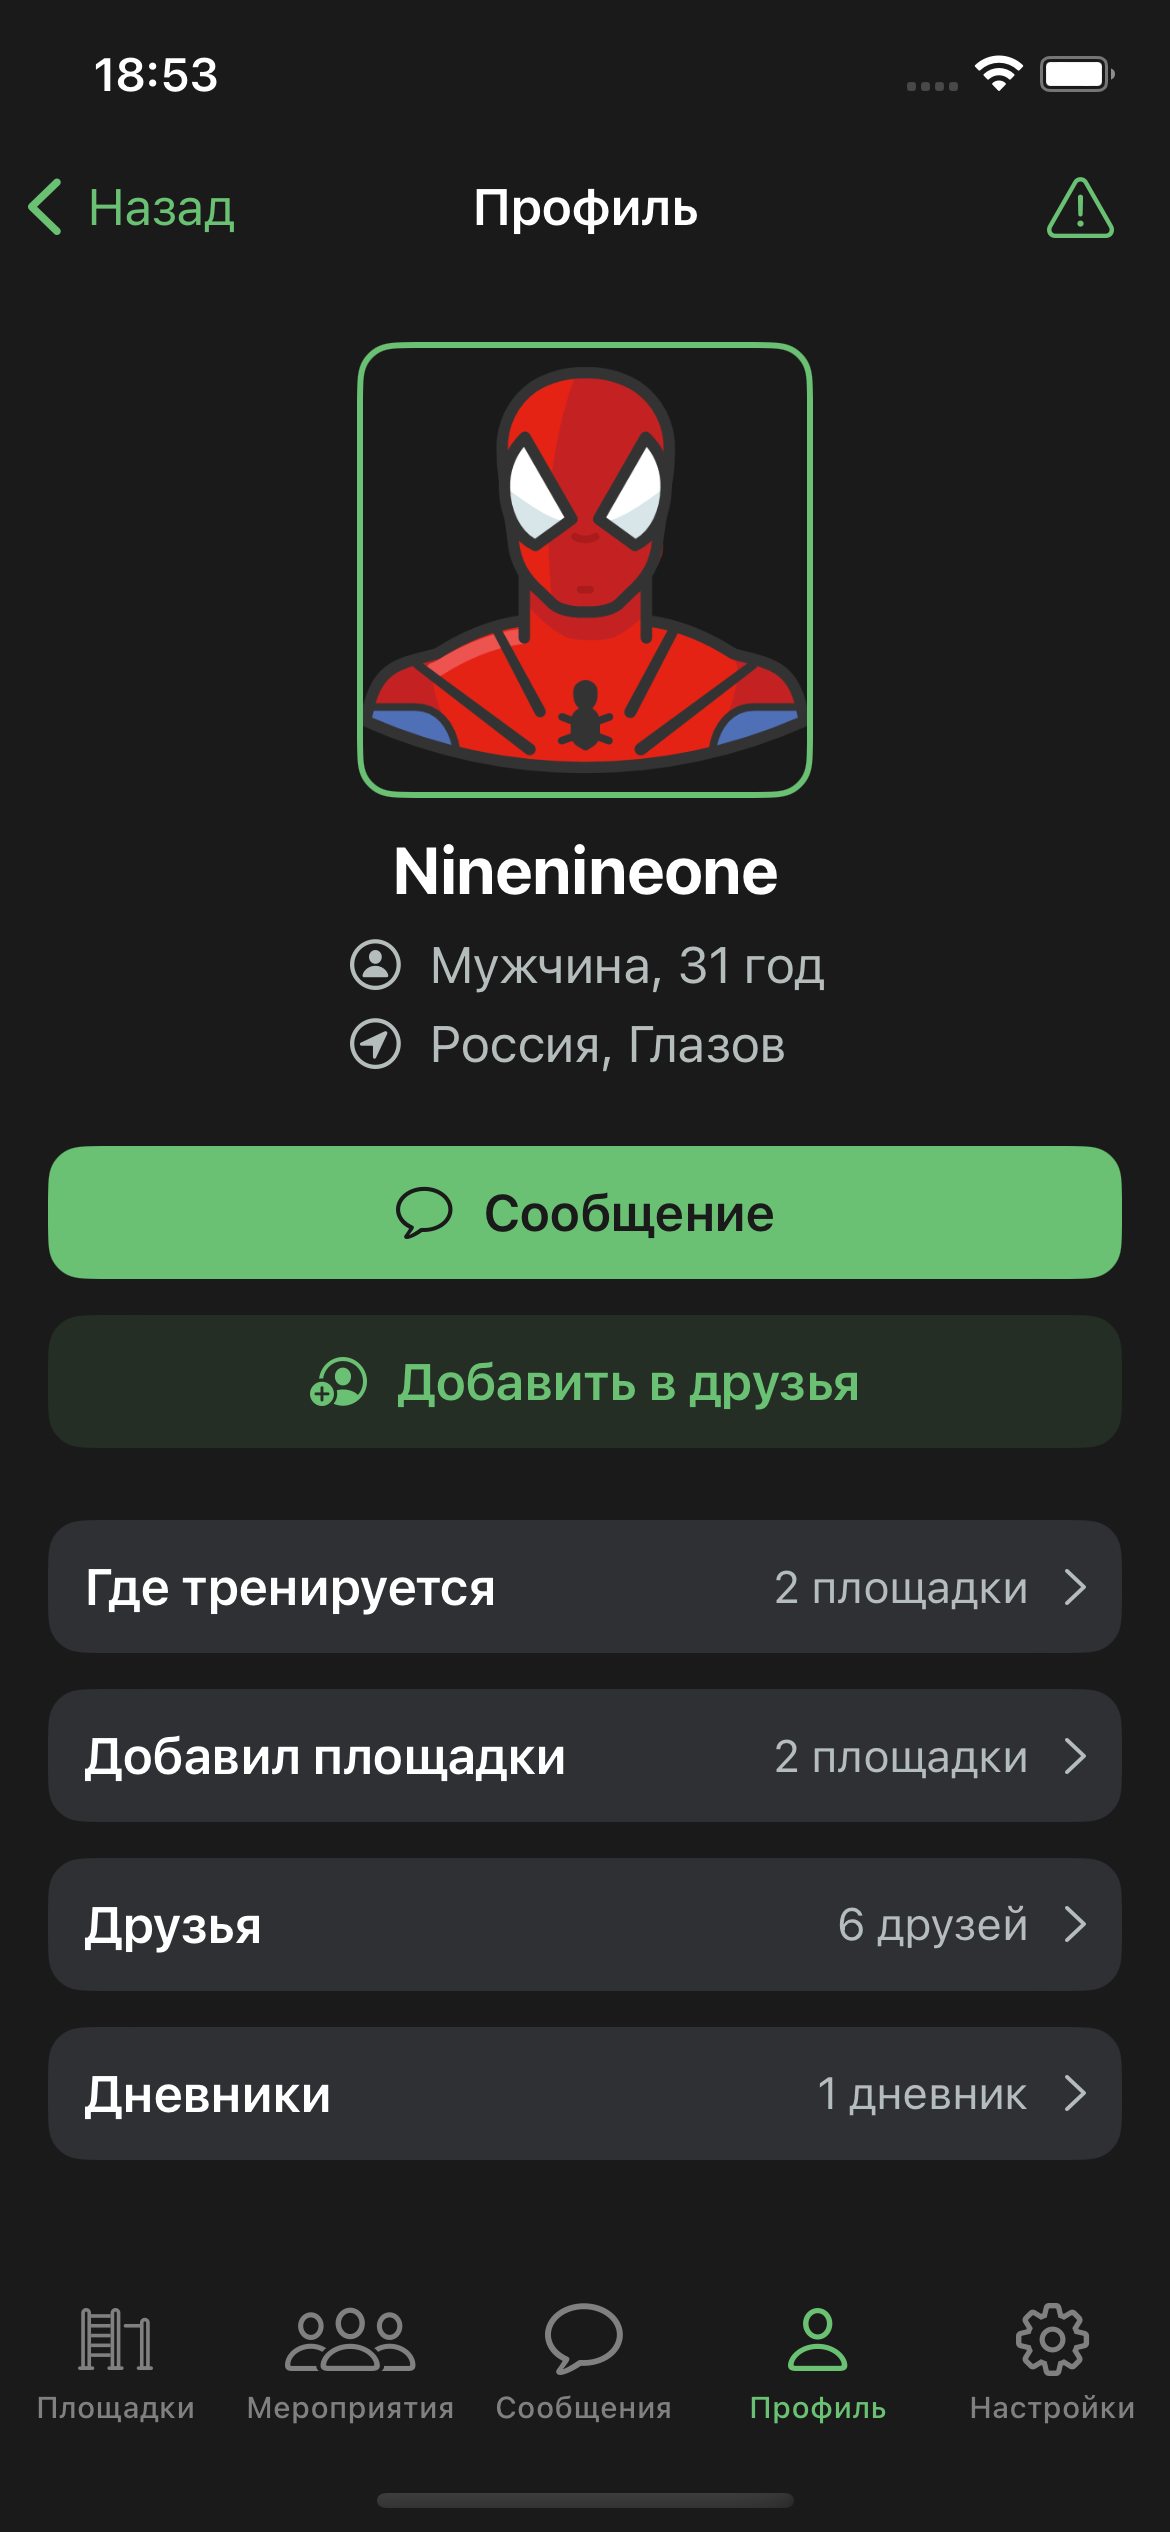 18:53
Назад
Профиль
Ninenineone
Мужчина, 31 год
Россия, Глазов
Сообщение
Добавить в друзья
Где тренируется 2 площадки
Добавил площадки 2 площадки
Друзья 6 друзей
Дневники 1 дневник
Площадки Мероприятия Сообщения Профиль Настройки